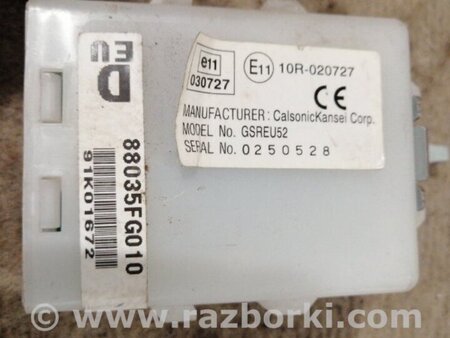 e11
030727
E11 10R-020727
CE
MANUFACTURER: CalsonicKansei Corp.
MODEL No. GSREU52
SERIAL No. 0250528
D
EU
88035FG010
91K01672
© www.razborki.com